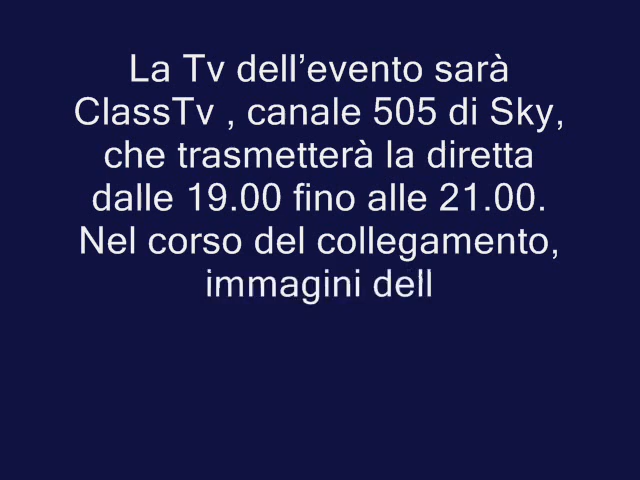 La Tv dell’evento sarà
ClassTv , canale 505 di Sky,
che trasmetterà la diretta
dalle 19.00 fino alle 21.00.
Nel corso del collegamento,
immagini dell